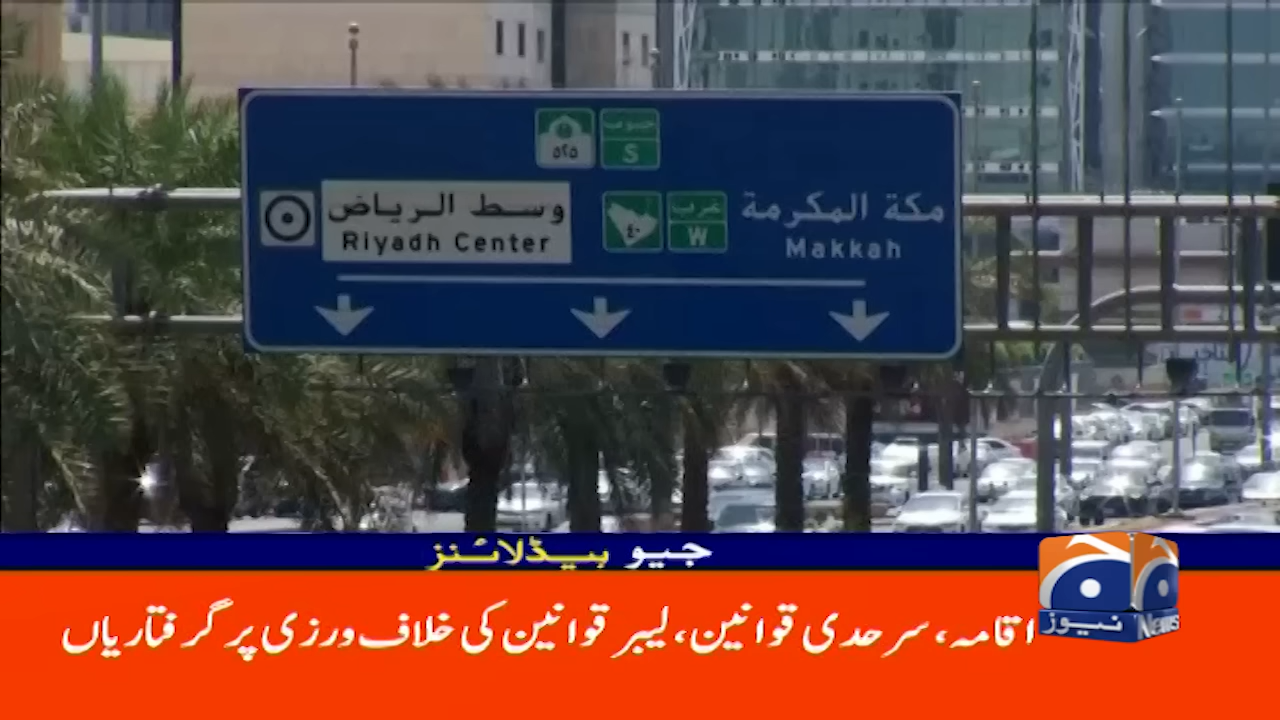 جنوب
٥٢٥
S
وسط الرياض
Riyadh Center
غرب
٤٠
W
مكة المكرمة
Makkah
جیو ہیڈلائنز
اقامہ، سرحدی قوانین، لیبر قوانین کی خلاف ورزی پر گرفتاریاں
جیو نیوز
News